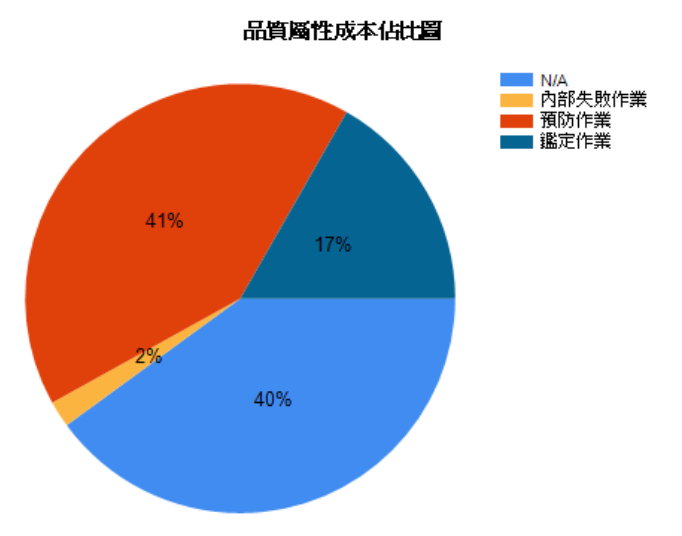 品質屬性成本佔比圖
N/A
內部失敗作業
預防作業
鑑定作業
41%
17%
2%
40%